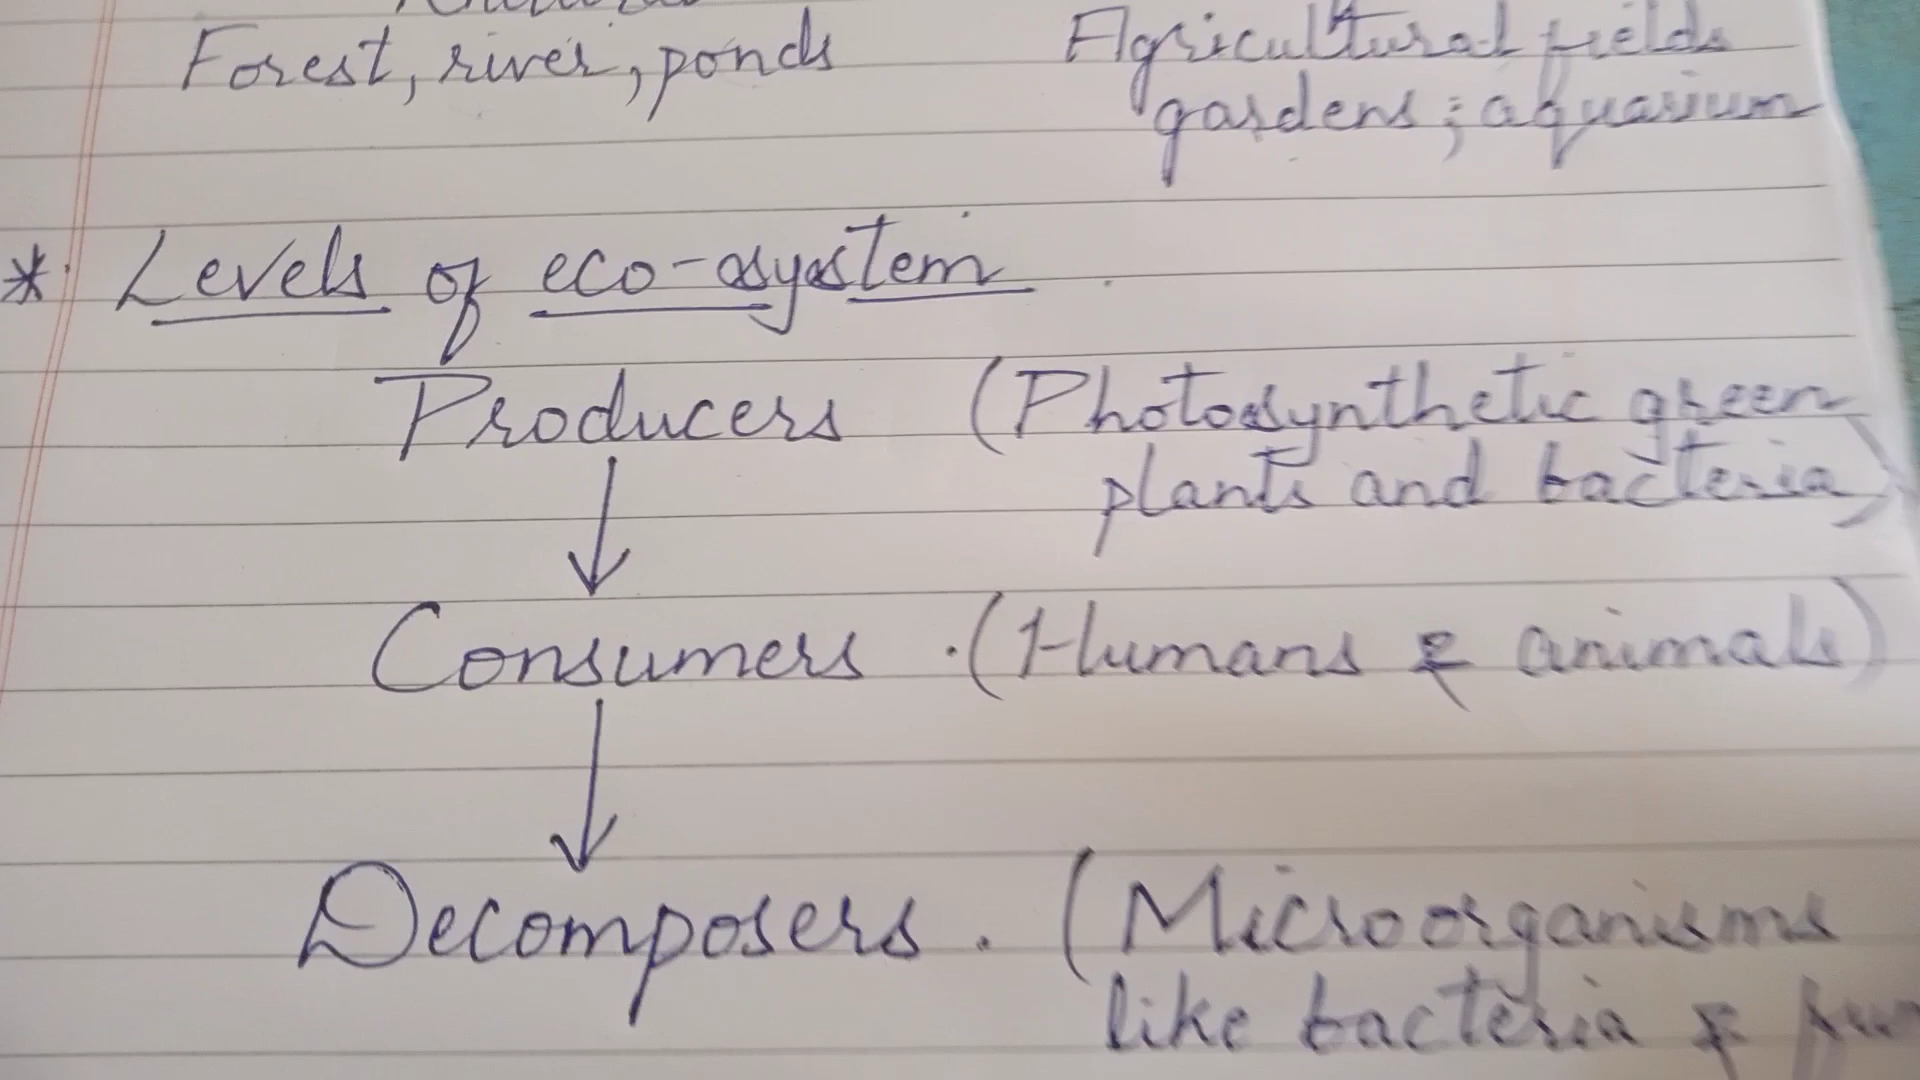 Forest, river, ponds
Agricultural fields
gardens, aquarium
* Levels of eco-system
Producers (Photosynthetic green
plants and bacteria)
Consumers. (Humans & animals)
Decomposers. (Microorganisms
like bacteria &